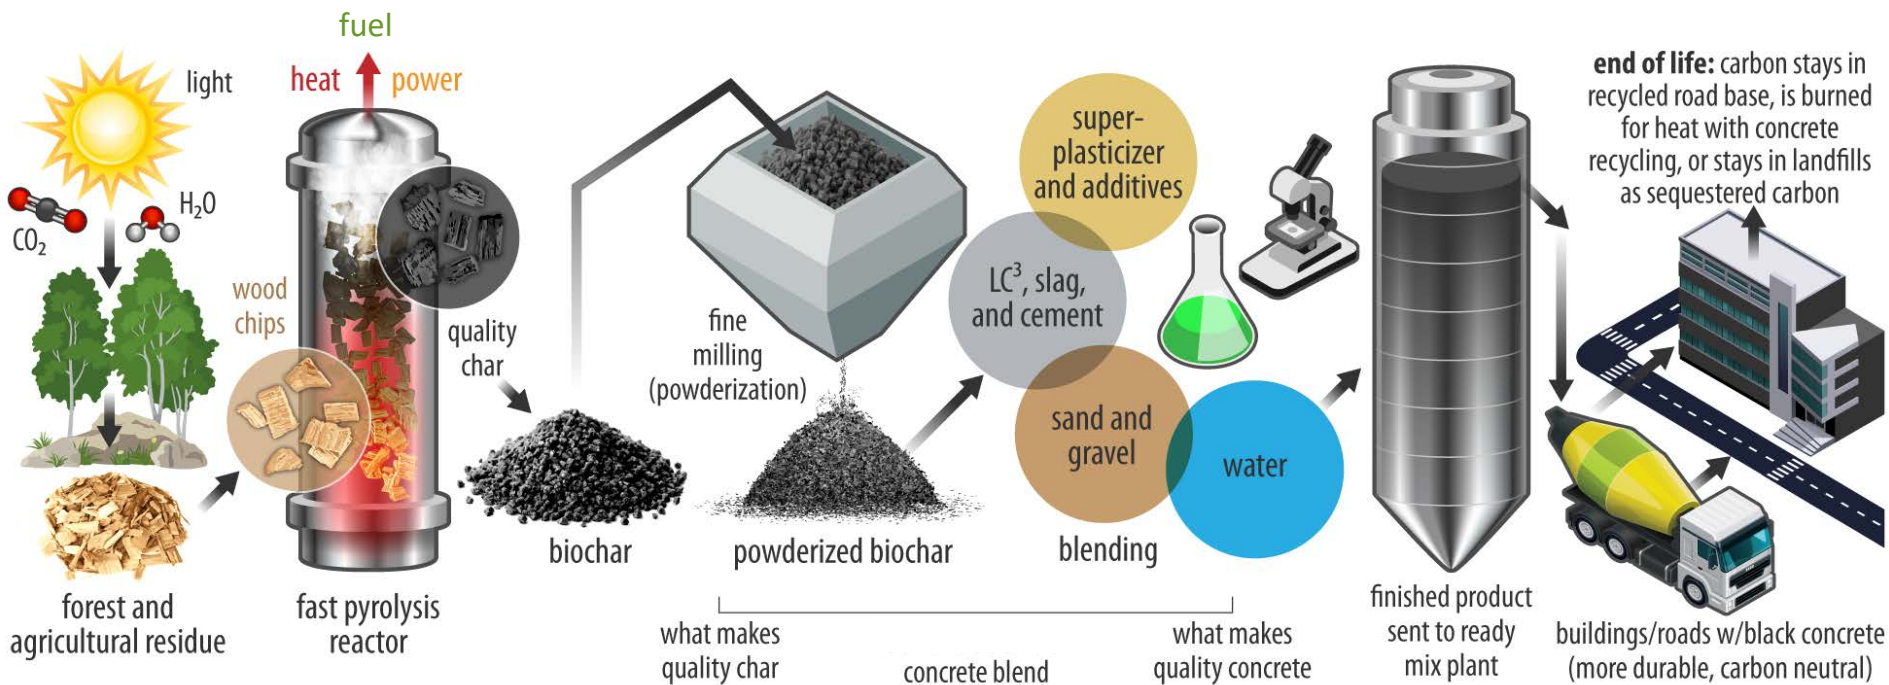 light
CO₂
H₂O
forest and
agricultural residue
fuel
heat
power
wood
chips
fast pyrolysis
reactor
quality
char
biochar
fine
milling
(powderization)
powderized biochar
super-
plasticizer
and additives
LC³, slag,
and cement
sand and
gravel
water
blending
what makes
quality char
concrete blend
what makes
quality concrete
finished product
sent to ready
mix plant
end of life: carbon stays in
recycled road base, is burned
for heat with concrete
recycling, or stays in landfills
as sequestered carbon
buildings/roads w/black concrete
(more durable, carbon neutral)